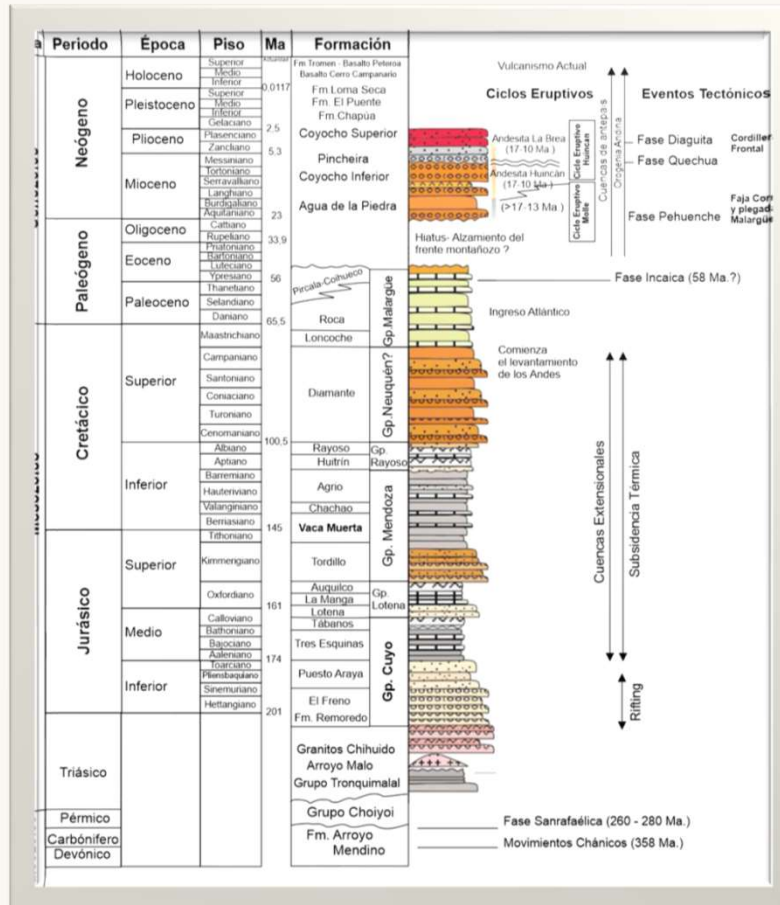 Periodo Época Piso Ma Formación
Neógeno
Holoceno
Pleistoceno
Plioceno
Mioceno
Paleógeno
Oligoceno
Eoceno
Paleoceno
Cretácico
Superior
Inferior
Jurásico
Superior
Medio
Inferior
Triásico
Pérmico
Carbónifero
Devónico
Superior
Medio
Inferior
Superior
Medio
Inferior
Gelaciano
Piasenciano
Zancliano
Messiniano
Tortoniano
Serravalliano
Langhiano
Burdigaliano
Aquitaniano
Cattiano
Rupeliano
Priatoniano
Bartoniano
Luteciano
Ypresiano
Thanetiano
Selandiano
Daniano
Maastrichiano
Campaniano
Santoniano
Coniaciano
Turoniano
Cenomaniano
Albiano
Aptiano
Barremiano
Hauteriviano
Valanginiano
Berriasiano
Tithoniano
Kimmerigiano
Oxfordiano
Calloviano
Bathoniano
Bajociano
Aaleniano
Toarciano
Pliensbaquiano
Sinemuriano
Hettangiano
0.0117
2.5
5,3
23
33,9
56
65,5
100,5
145
161
174
201
Fm Tromen - Basalto Peteroa
Basalto Cerro Campanario
Fm Loma Seca
Fm. El Puente
Fm.Chapúa
Coyocho Superior
Pincheira
Coyocho Inferior
Agua de la Piedra
Pircala-Coihueco
Roca
Loncoche
Diamante
Rayoso
Huitrín
Agrio
Chachao
Vaca Muerta
Tordillo
Auquilco
La Manga
Lotena
Tábanos
Tres Esquinas
Puesto Araya
El Freno
Fm. Remoredo
Granitos Chihuido
Arroyo Malo
Grupo Tronquimalal
Grupo Choiyoi
Fm. Arroyo
Mendino
Gp.Malargüe
Gp.Neuquén?
Gp.
Rayoso
Gp. Mendoza
Gp.
Lotena
Gp. Cuyo
Vulcanismo Actual
Ciclos Eruptivos
Eventos Tectónicos
Andesita La Brea
(17-10 Ma )
Andesita Huncán
(17-10 Ma )
(>17-13 Ma )
Ciclo Eruptivo
Huincan
Ciclo Eruptivo
Molle
Cuencas de antepaís
Orogenia Andina
Fase Diaguita
Cordiller
Frontal
Fase Quechua
Fase Pehuenche
Faja Corr
y plegad
Malargüe
Hiatus- Alzamiento del
frente montañozo ?
Fase Incaica (58 Ma.?)
Ingreso Atlántico
Comienza
el levantamiento
de los Andes
Cuencas Extensionales
Subsidencia Térmica
Rifting
Fase Sanrafaélica (260 - 280 Ma.)
Movimientos Chánicos (358 Ma.)